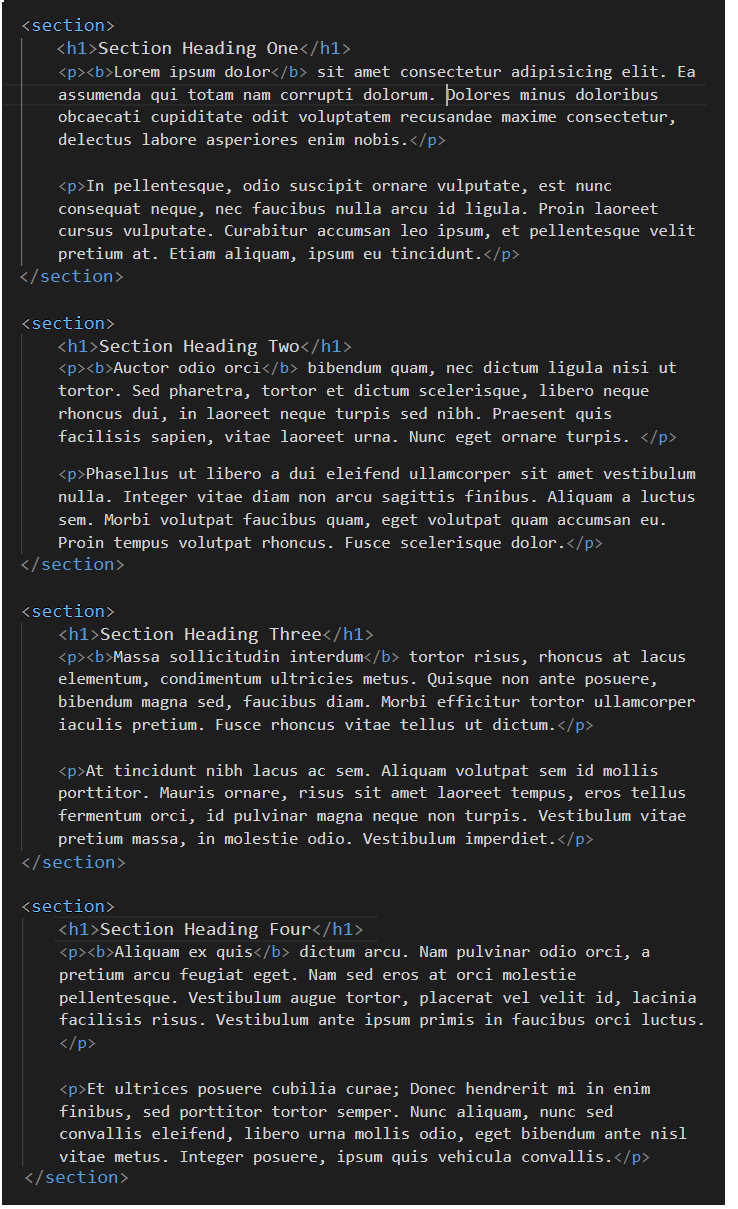 <section>
<h1>Section Heading One</h1>
<p><b>Lorem ipsum dolor</b> sit amet consectetur adipisicing elit. Ea
assumenda qui totam nam corrupti dolorum. Dolores minus doloribus
obcaecati cupiditate odit voluptatem recusandae maxime consectetur,
delectus labore asperiores enim nobis.</p>
<p>In pellentesque, odio suscipit ornare vulputate, est nunc
consequat neque, nec faucibus nulla arcu id ligula. Proin laoreet
cursus vulputate. Curabitur accumsan leo ipsum, et pellentesque velit
pretium at. Etiam aliquam, ipsum eu tincidunt.</p>
</section>
<section>
<h1>Section Heading Two</h1>
<p><b>Auctor odio orci</b> bibendum quam, nec dictum ligula nisi ut
tortor. Sed pharetra, tortor et dictum scelerisque, libero neque
rhoncus dui, in laoreet neque turpis sed nibh. Praesent quis
facilisis sapien, vitae laoreet urna. Nunc eget ornare turpis. </p>
<p>Phasellus ut libero a dui eleifend ullamcorper sit amet vestibulum
nulla. Integer vitae diam non arcu sagittis finibus. Aliquam a luctus
sem. Morbi volutpat faucibus quam, eget volutpat quam accumsan eu.
Proin tempus volutpat rhoncus. Fusce scelerisque dolor.</p>
</section>
<section>
<h1>Section Heading Three</h1>
<p><b>Massa sollicitudin interdum</b> tortor risus, rhoncus at lacus
elementum, condimentum ultricies metus. Quisque non ante posuere,
bibendum magna sed, faucibus diam. Morbi efficitur tortor ullamcorper
iaculis pretium. Fusce rhoncus vitae tellus ut dictum.</p>
<p>At tincidunt nibh lacus ac sem. Aliquam volutpat sem id mollis
porttitor. Mauris ornare, risus sit amet laoreet tempus, eros tellus
fermentum orci, id pulvinar magna neque non turpis. Vestibulum vitae
pretium massa, in molestie odio. Vestibulum imperdiet.</p>
</section>
<section>
<h1>Section Heading Four</h1>
<p><b>Aliquam ex quis</b> dictum arcu. Nam pulvinar odio orci, a
pretium arcu feugiat eget. Nam sed eros at orci molestie
pellentesque. Vestibulum augue tortor, placerat vel velit id, lacinia
facilisis risus. Vestibulum ante ipsum primis in faucibus orci luctus.
</p>
<p>Et ultrices posuere cubilia curae; Donec hendrerit mi in enim
finibus, sed porttitor tortor semper. Nunc aliquam, nunc sed
convallis eleifend, libero urna mollis odio, eget bibendum ante nisl
vitae metus. Integer posuere, ipsum quis vehicula convallis.</p>
</section>